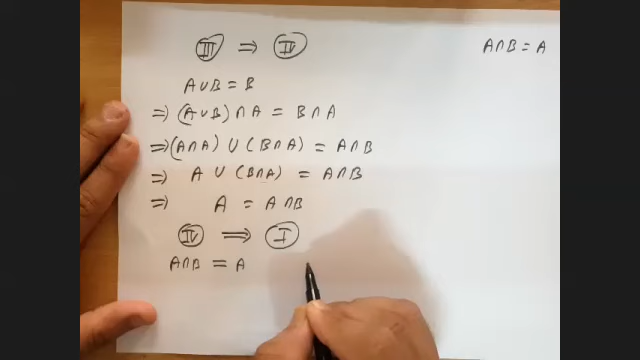 III ⇒ IV
A∩B = A
A∪B = B
⇒ (A∪B)∩A = B∩A
⇒ (A∩A) ∪ (B∩A) = A∩B
⇒ A ∪ (B∩A) = A∩B
⇒ A = A∩B
IV ⇒ I
A∩B = A